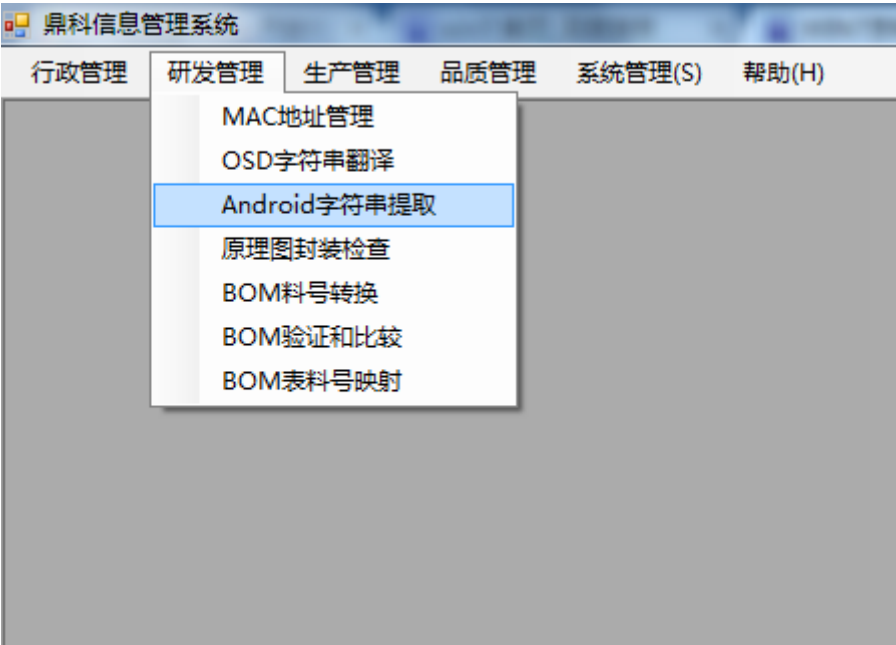 鼎科信息管理系统
行政管理 研发管理 生产管理 品质管理 系统管理(S) 帮助(H)
MAC地址管理
OSD字符串翻译
Android字符串提取
原理图封装检查
BOM料号转换
BOM验证和比较
BOM表料号映射